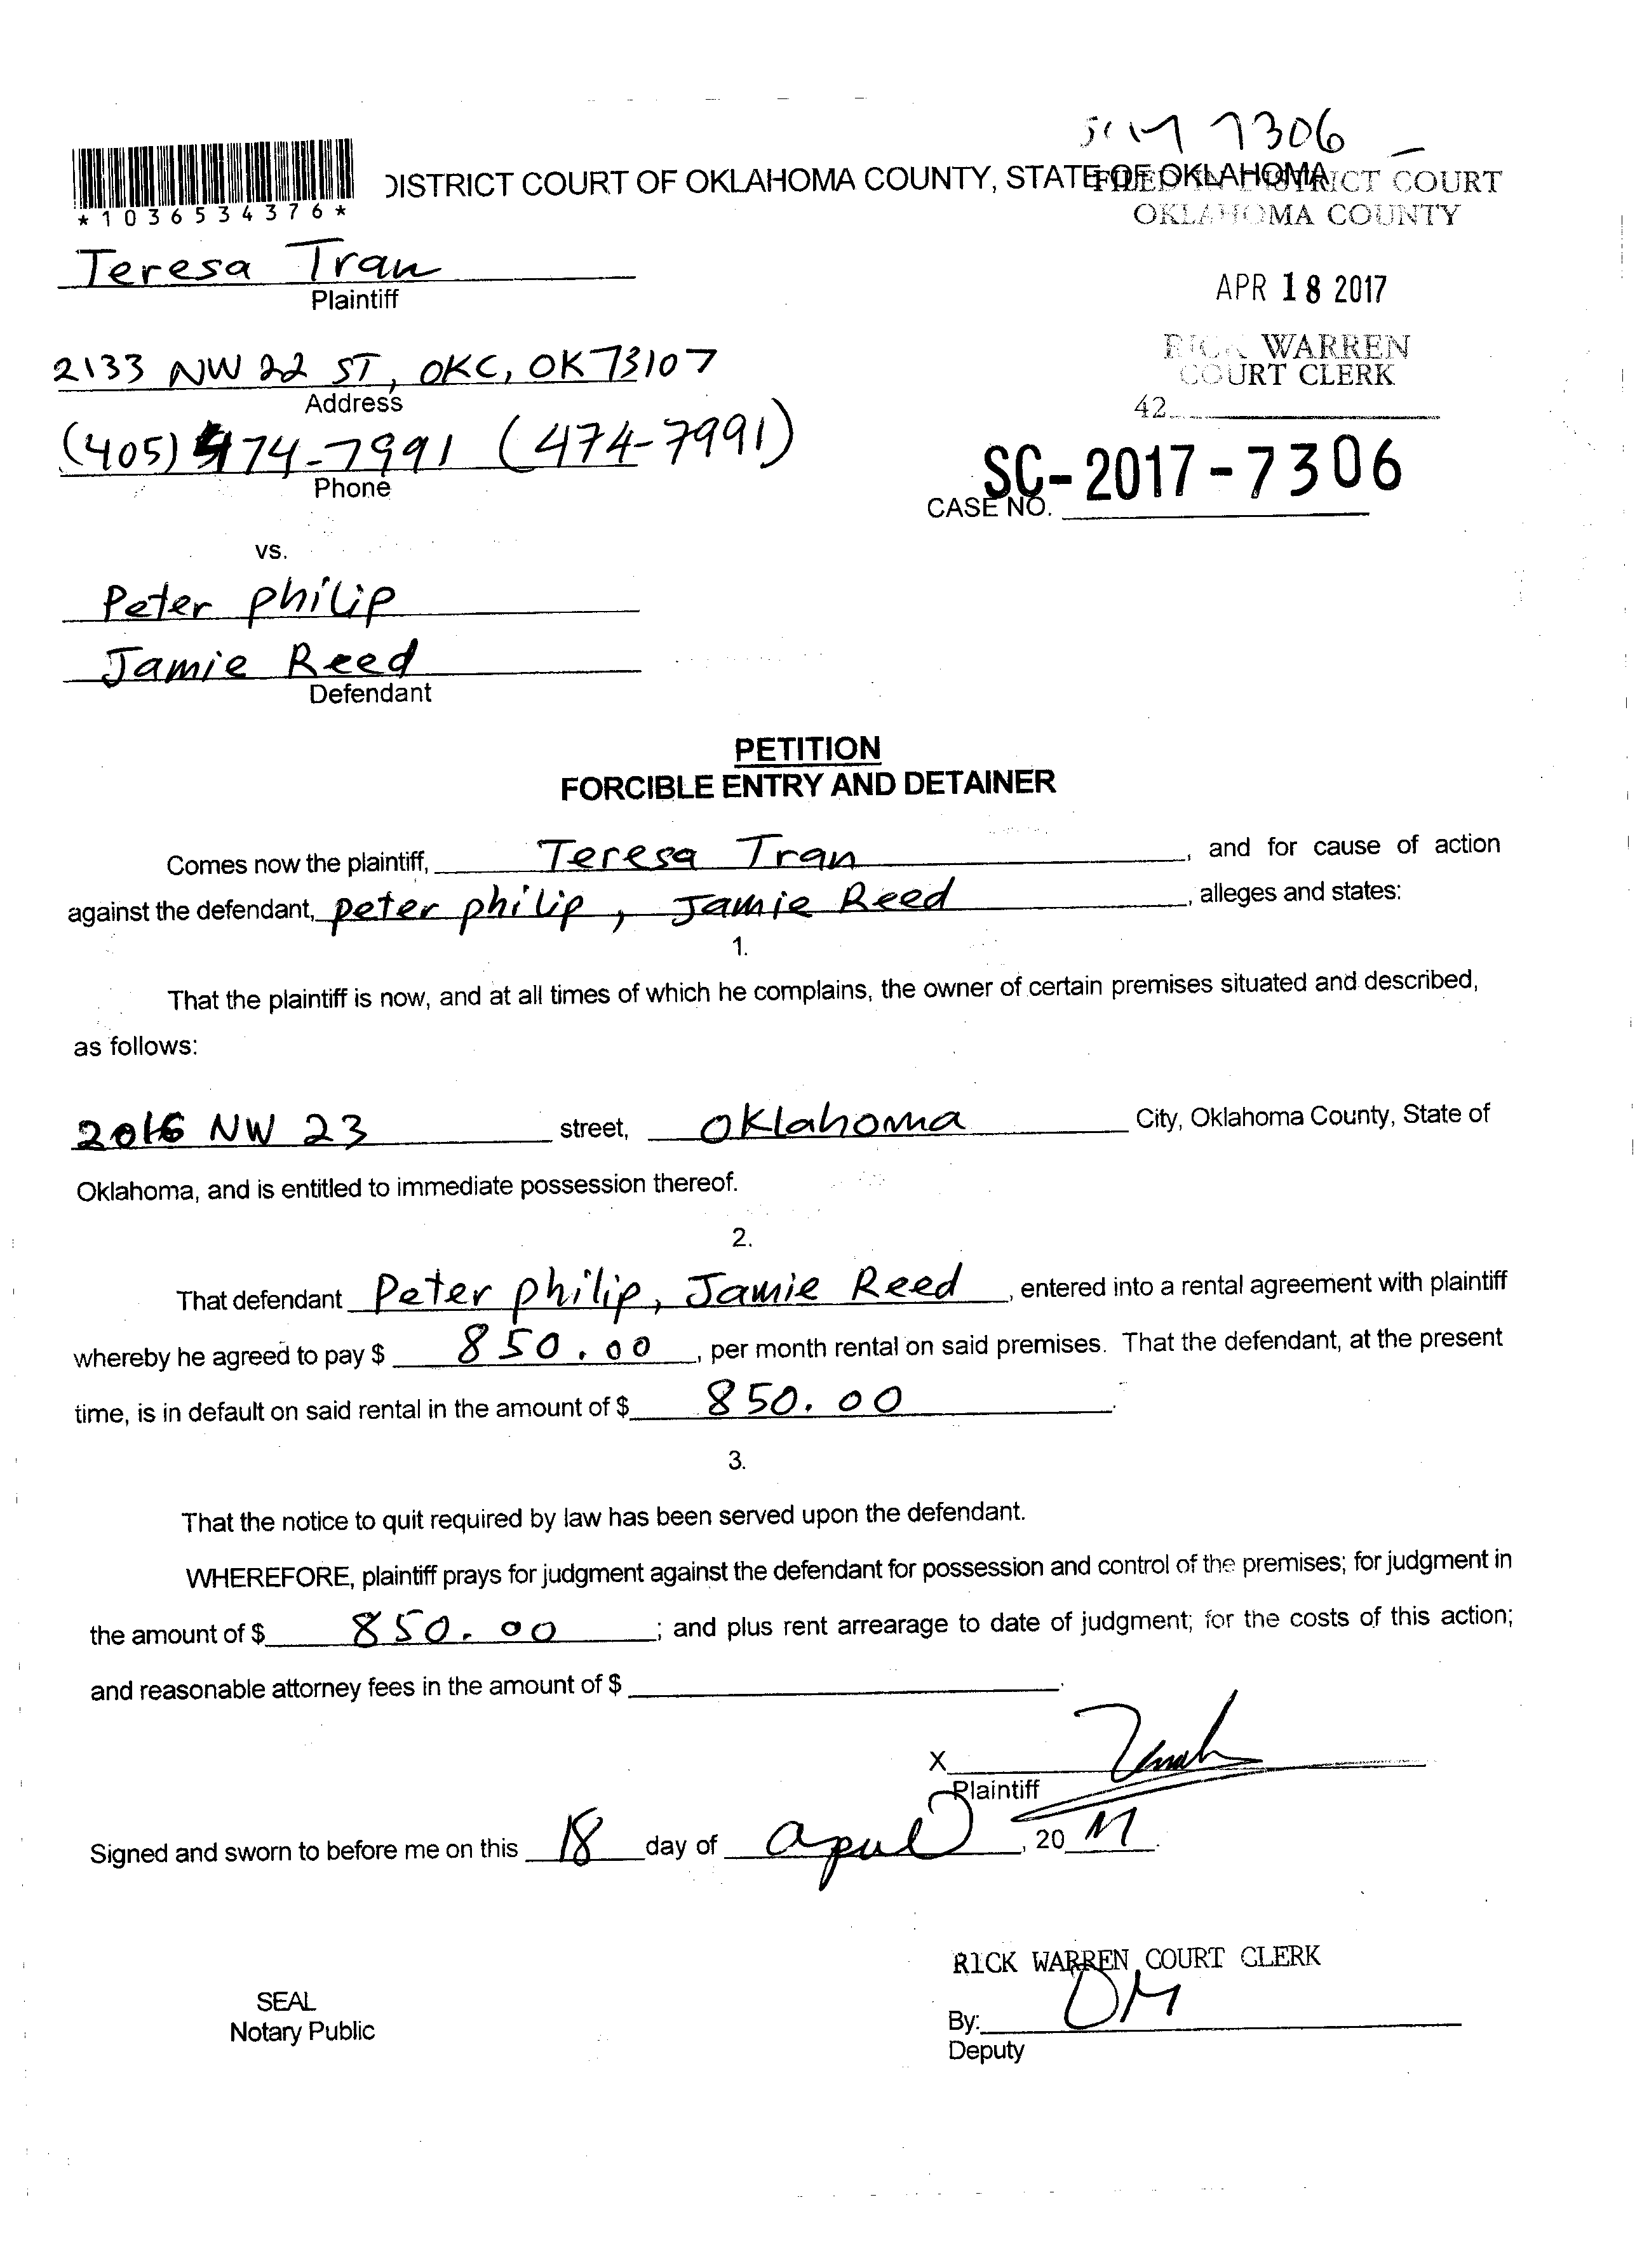 7306
DISTRICT COURT OF OKLAHOMA COUNTY, STATE OF OKLAHOMA
FILED IN DISTRICT COURT
OKLAHOMA COUNTY
*1036534376*
Teresa Tran
Plaintiff
APR 18 2017
RICK WARREN
COURT CLERK
2133 NW 22 ST, OKC, OK 73107
Address
42
(405) 474-7991 (474-7991)
Phone
SC-2017-7306
CASE NO.
vs.
Peter philip
Jamie Reed
Defendant
PETITION
FORCIBLE ENTRY AND DETAINER
Comes now the plaintiff, Teresa Tran, and for cause of action
against the defendant, peter philip, Jamie Reed, alleges and states:
1.
That the plaintiff is now, and at all times of which he complains, the owner of certain premises situated and described,
as follows:
2016 NW 23 street, Oklahoma City, Oklahoma County, State of
Oklahoma, and is entitled to immediate possession thereof.
2.
That defendant Peter philip, Jamie Reed, entered into a rental agreement with plaintiff
whereby he agreed to pay $ 850.00, per month rental on said premises. That the defendant, at the present
time, is in default on said rental in the amount of $ 850.00.
3.
That the notice to quit required by law has been served upon the defendant.
WHEREFORE, plaintiff prays for judgment against the defendant for possession and control of the premises; for judgment in
the amount of $ 850.00; and plus rent arrearage to date of judgment; for the costs of this action;
and reasonable attorney fees in the amount of $.
X
Plaintiff
Signed and sworn to before me on this 18 day of april, 20 17.
RICK WARREN COURT CLERK
SEAL
Notary Public
By: DM
Deputy